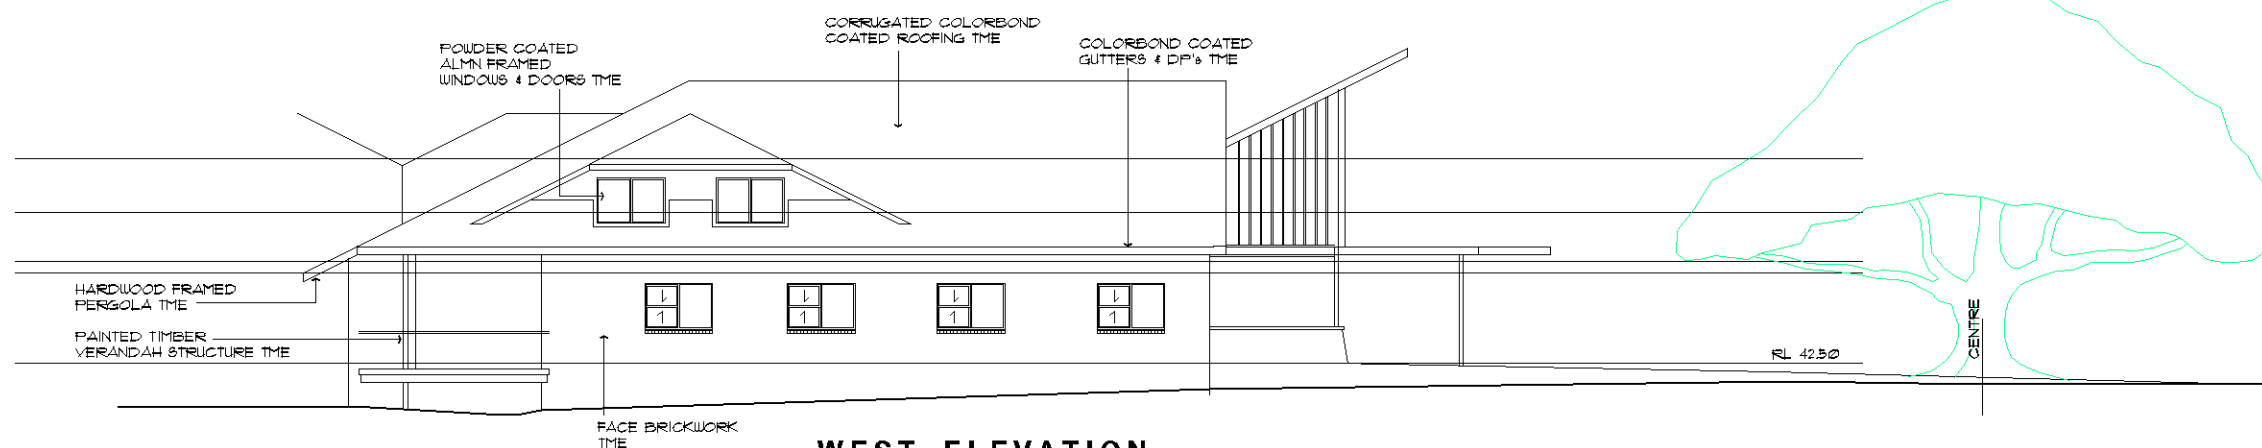 CORRUGATED COLORBOND
COATED ROOFING TME
POWDER COATED
ALMN FRAMED
WINDOWS & DOORS TME
COLORBOND COATED
GUTTERS & DP's TME
HARDWOOD FRAMED
PERGOLA TME
PAINTED TIMBER
VERANDAH STRUCTURE TME
RL 42.50
CENTRE
FACE BRICKWORK
TME
WEST ELEVATION